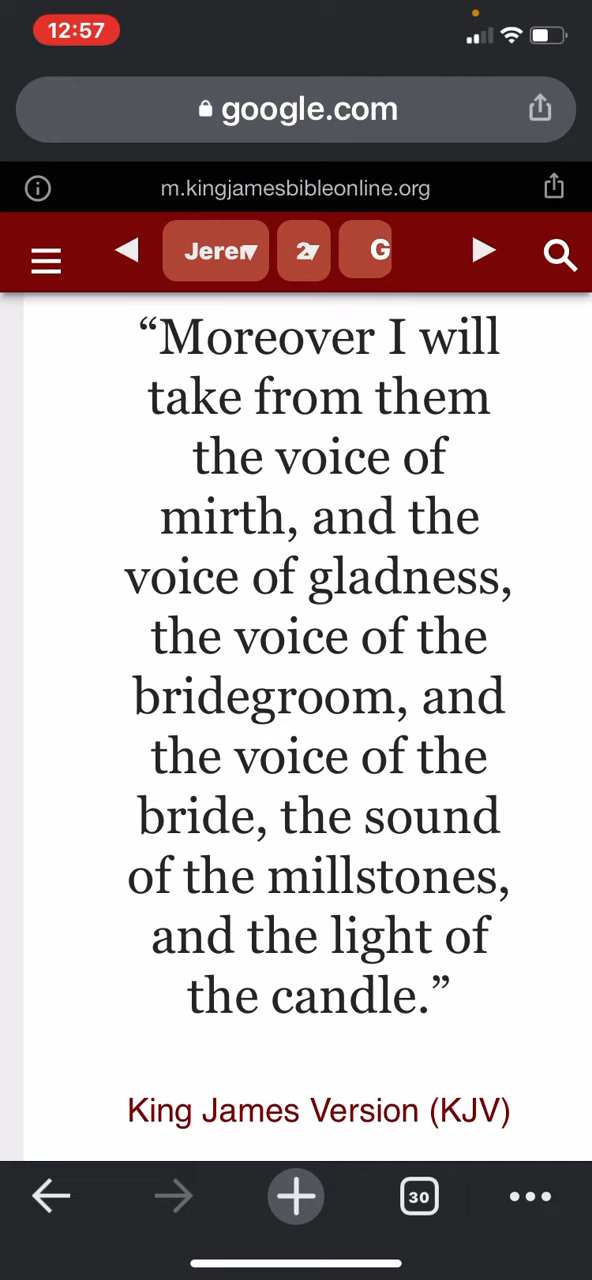 12:57
google.com
m.kingjamesbibleonline.org
Jerem 2 G
“Moreover I will
take from them
the voice of
mirth, and the
voice of gladness,
the voice of the
bridegroom, and
the voice of the
bride, the sound
of the millstones,
and the light of
the candle.”
King James Version (KJV)
30